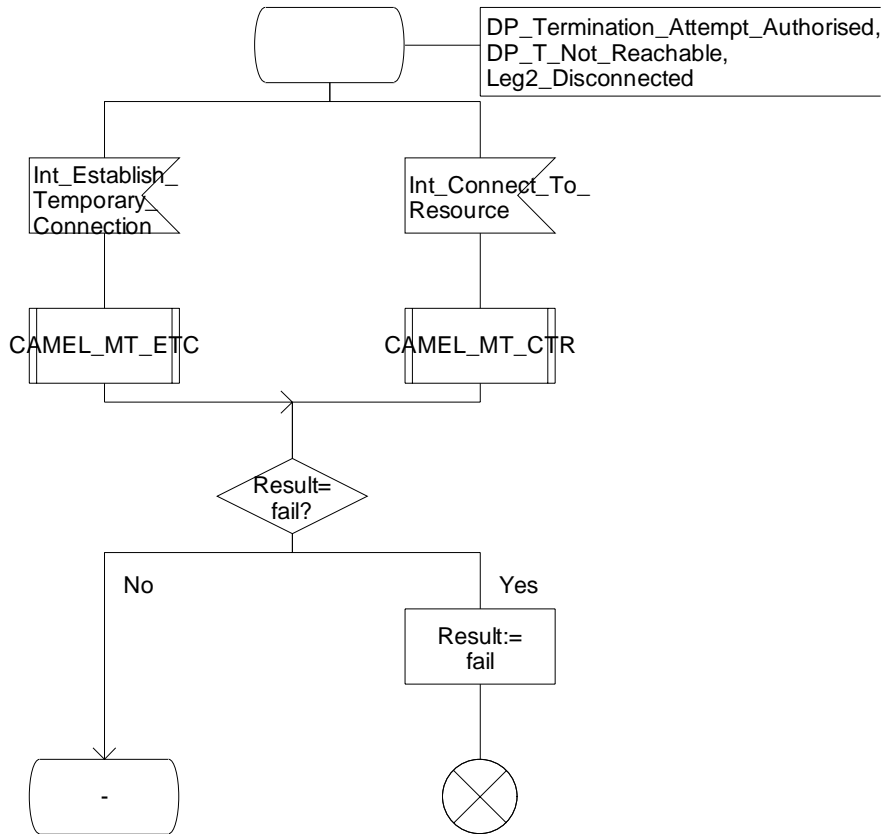 DP_Termination_Attempt_Authorised,
DP_T_Not_Reachable,
Leg2_Disconnected
Int_Establish_
Temporary_
Connection
Int_Connect_To_
Resource
CAMEL_MT_ETC
CAMEL_MT_CTR
Result=
fail?
No
Yes
Result:=
fail
-